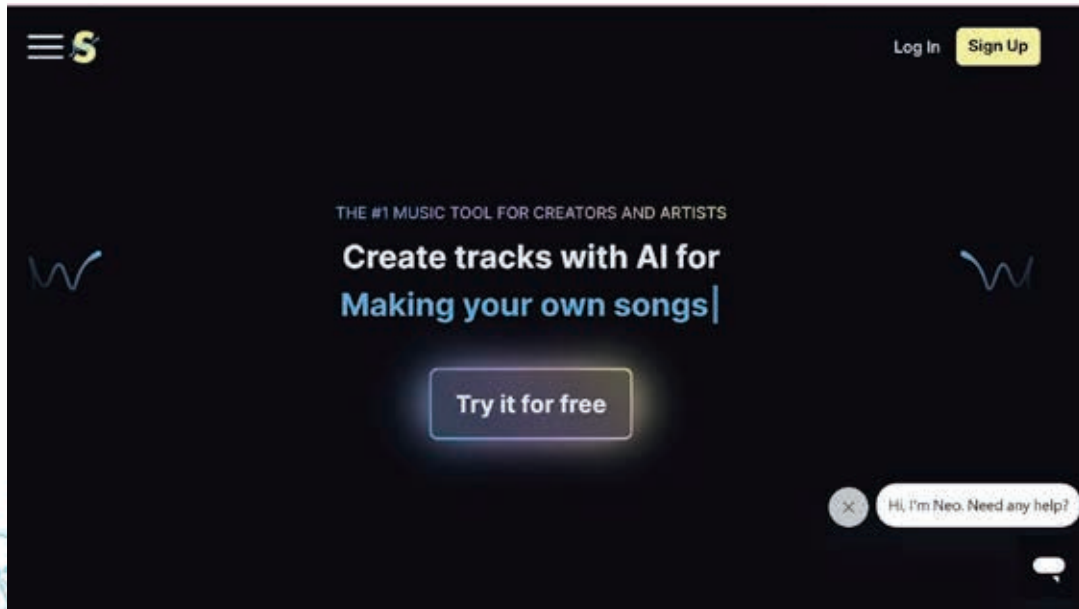 S
Log In
Sign Up
THE #1 MUSIC TOOL FOR CREATORS AND ARTISTS
Create tracks with AI for
Making your own songs
Try it for free
Hi, I'm Neo. Need any help?